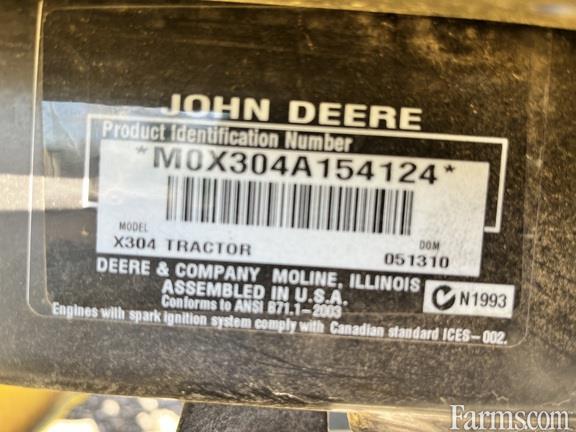 JOHN DEERE
Product Identification Number
*M0X304A154124*
MODEL
DOM
X304 TRACTOR
051310
DEERE & COMPANY MOLINE, ILLINOIS
ASSEMBLED IN U.S.A.
Conforms to ANSI B71.1-2003
N1993
Engines with spark ignition system comply with Canadian standard ICES-002.
Farms.com